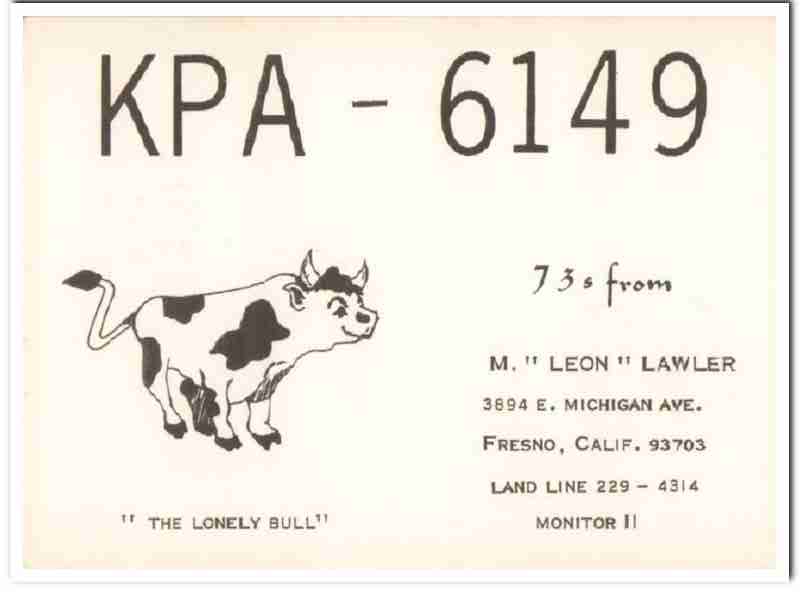 KPA - 6149
73s from
M. " LEON " LAWLER
3894 E. MICHIGAN AVE.
FRESNO, CALIF. 93703
LAND LINE 229 - 4314
MONITOR 11
" THE LONELY BULL"